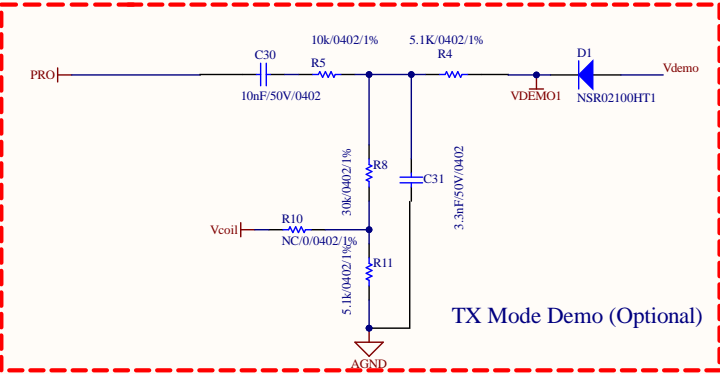 10k/0402/1%
5.1K/0402/1%
C30
R5
R4
D1
PRO
Vdemo
10nF/50V/0402
VDEMO1
NSR02100HT1
30k/0402/1%
R8
C31
3.3nF/50V/0402
R10
Vcoil
NC/0/0402/1%
5.1k/0402/1%
R11
TX Mode Demo (Optional)
AGND